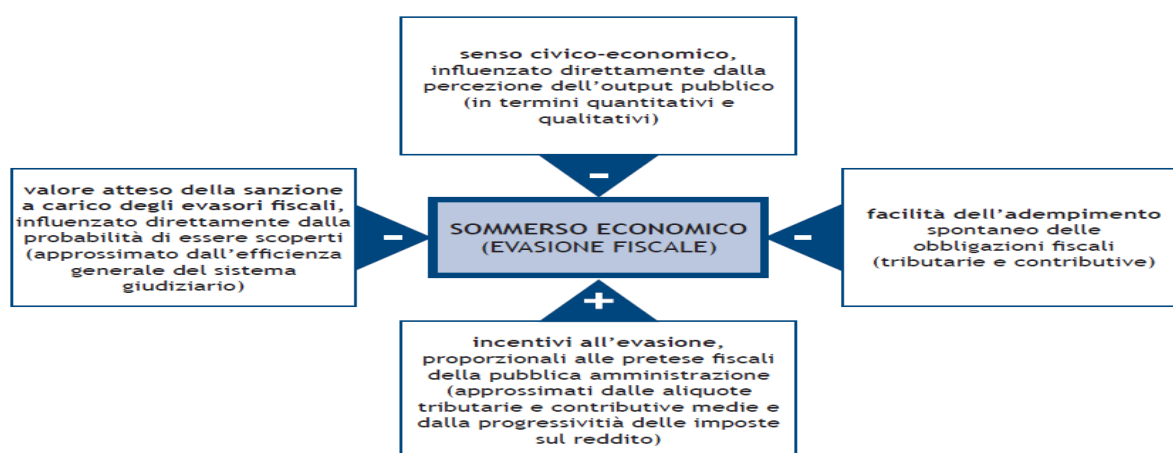 senso civico-economico,
influenzato direttamente dalla
percezione dell'output pubblico
(in termini quantitativi e
qualitativi)
-
valore atteso della sanzione
a carico degli evasori fiscali,
influenzato direttamente dalla
probabilità di essere scoperti
(approssimato dall'efficienza
generale del sistema
giudiziario)
-
SOMMERSO ECONOMICO
(EVASIONE FISCALE)
-
facilità dell'adempimento
spontaneo delle
obbligazioni fiscali
(tributarie e contributive)
+
incentivi all'evasione,
proporzionali alle pretese fiscali
della pubblica amministrazione
(approssimati dalle aliquote
tributarie e contributive medie e
dalla progressivitià delle imposte
sul reddito)